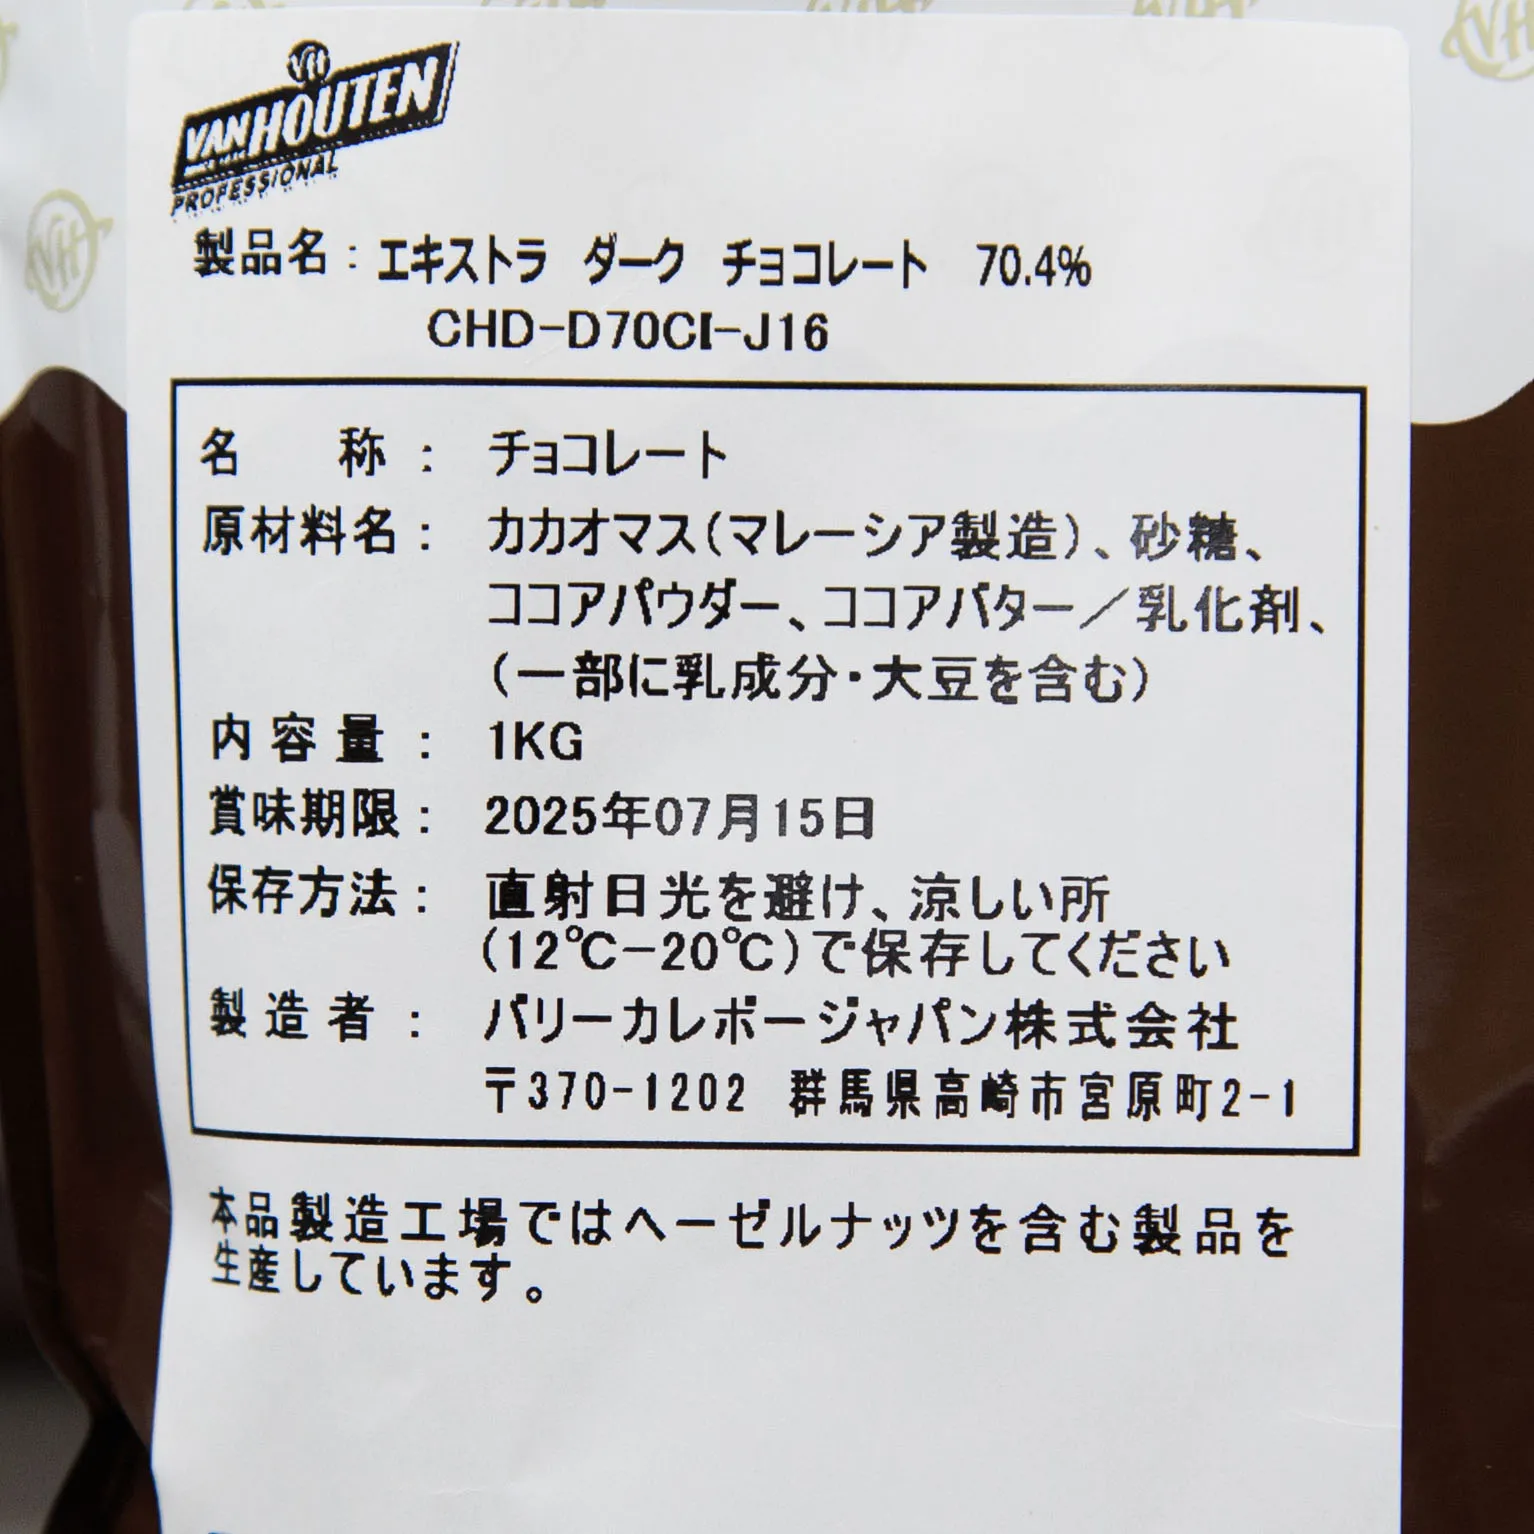 VH
VAN HOUTEN
PROFESSIONAL
製品名：エキストラ ダーク チョコレート 70.4%
CHD-D70CI-J16
名称：チョコレート
原材料名：カカオマス（マレーシア製造）、砂糖、
ココアパウダー、ココアバター／乳化剤、
（一部に乳成分・大豆を含む）
内容量：1KG
賞味期限：2025年07月15日
保存方法：直射日光を避け、涼しい所
(12℃-20℃)で保存してください
製造者：バリーカレボージャパン株式会社
〒370-1202 群馬県高崎市宮原町2-1
本品製造工場ではヘーゼルナッツを含む製品を
生産しています。